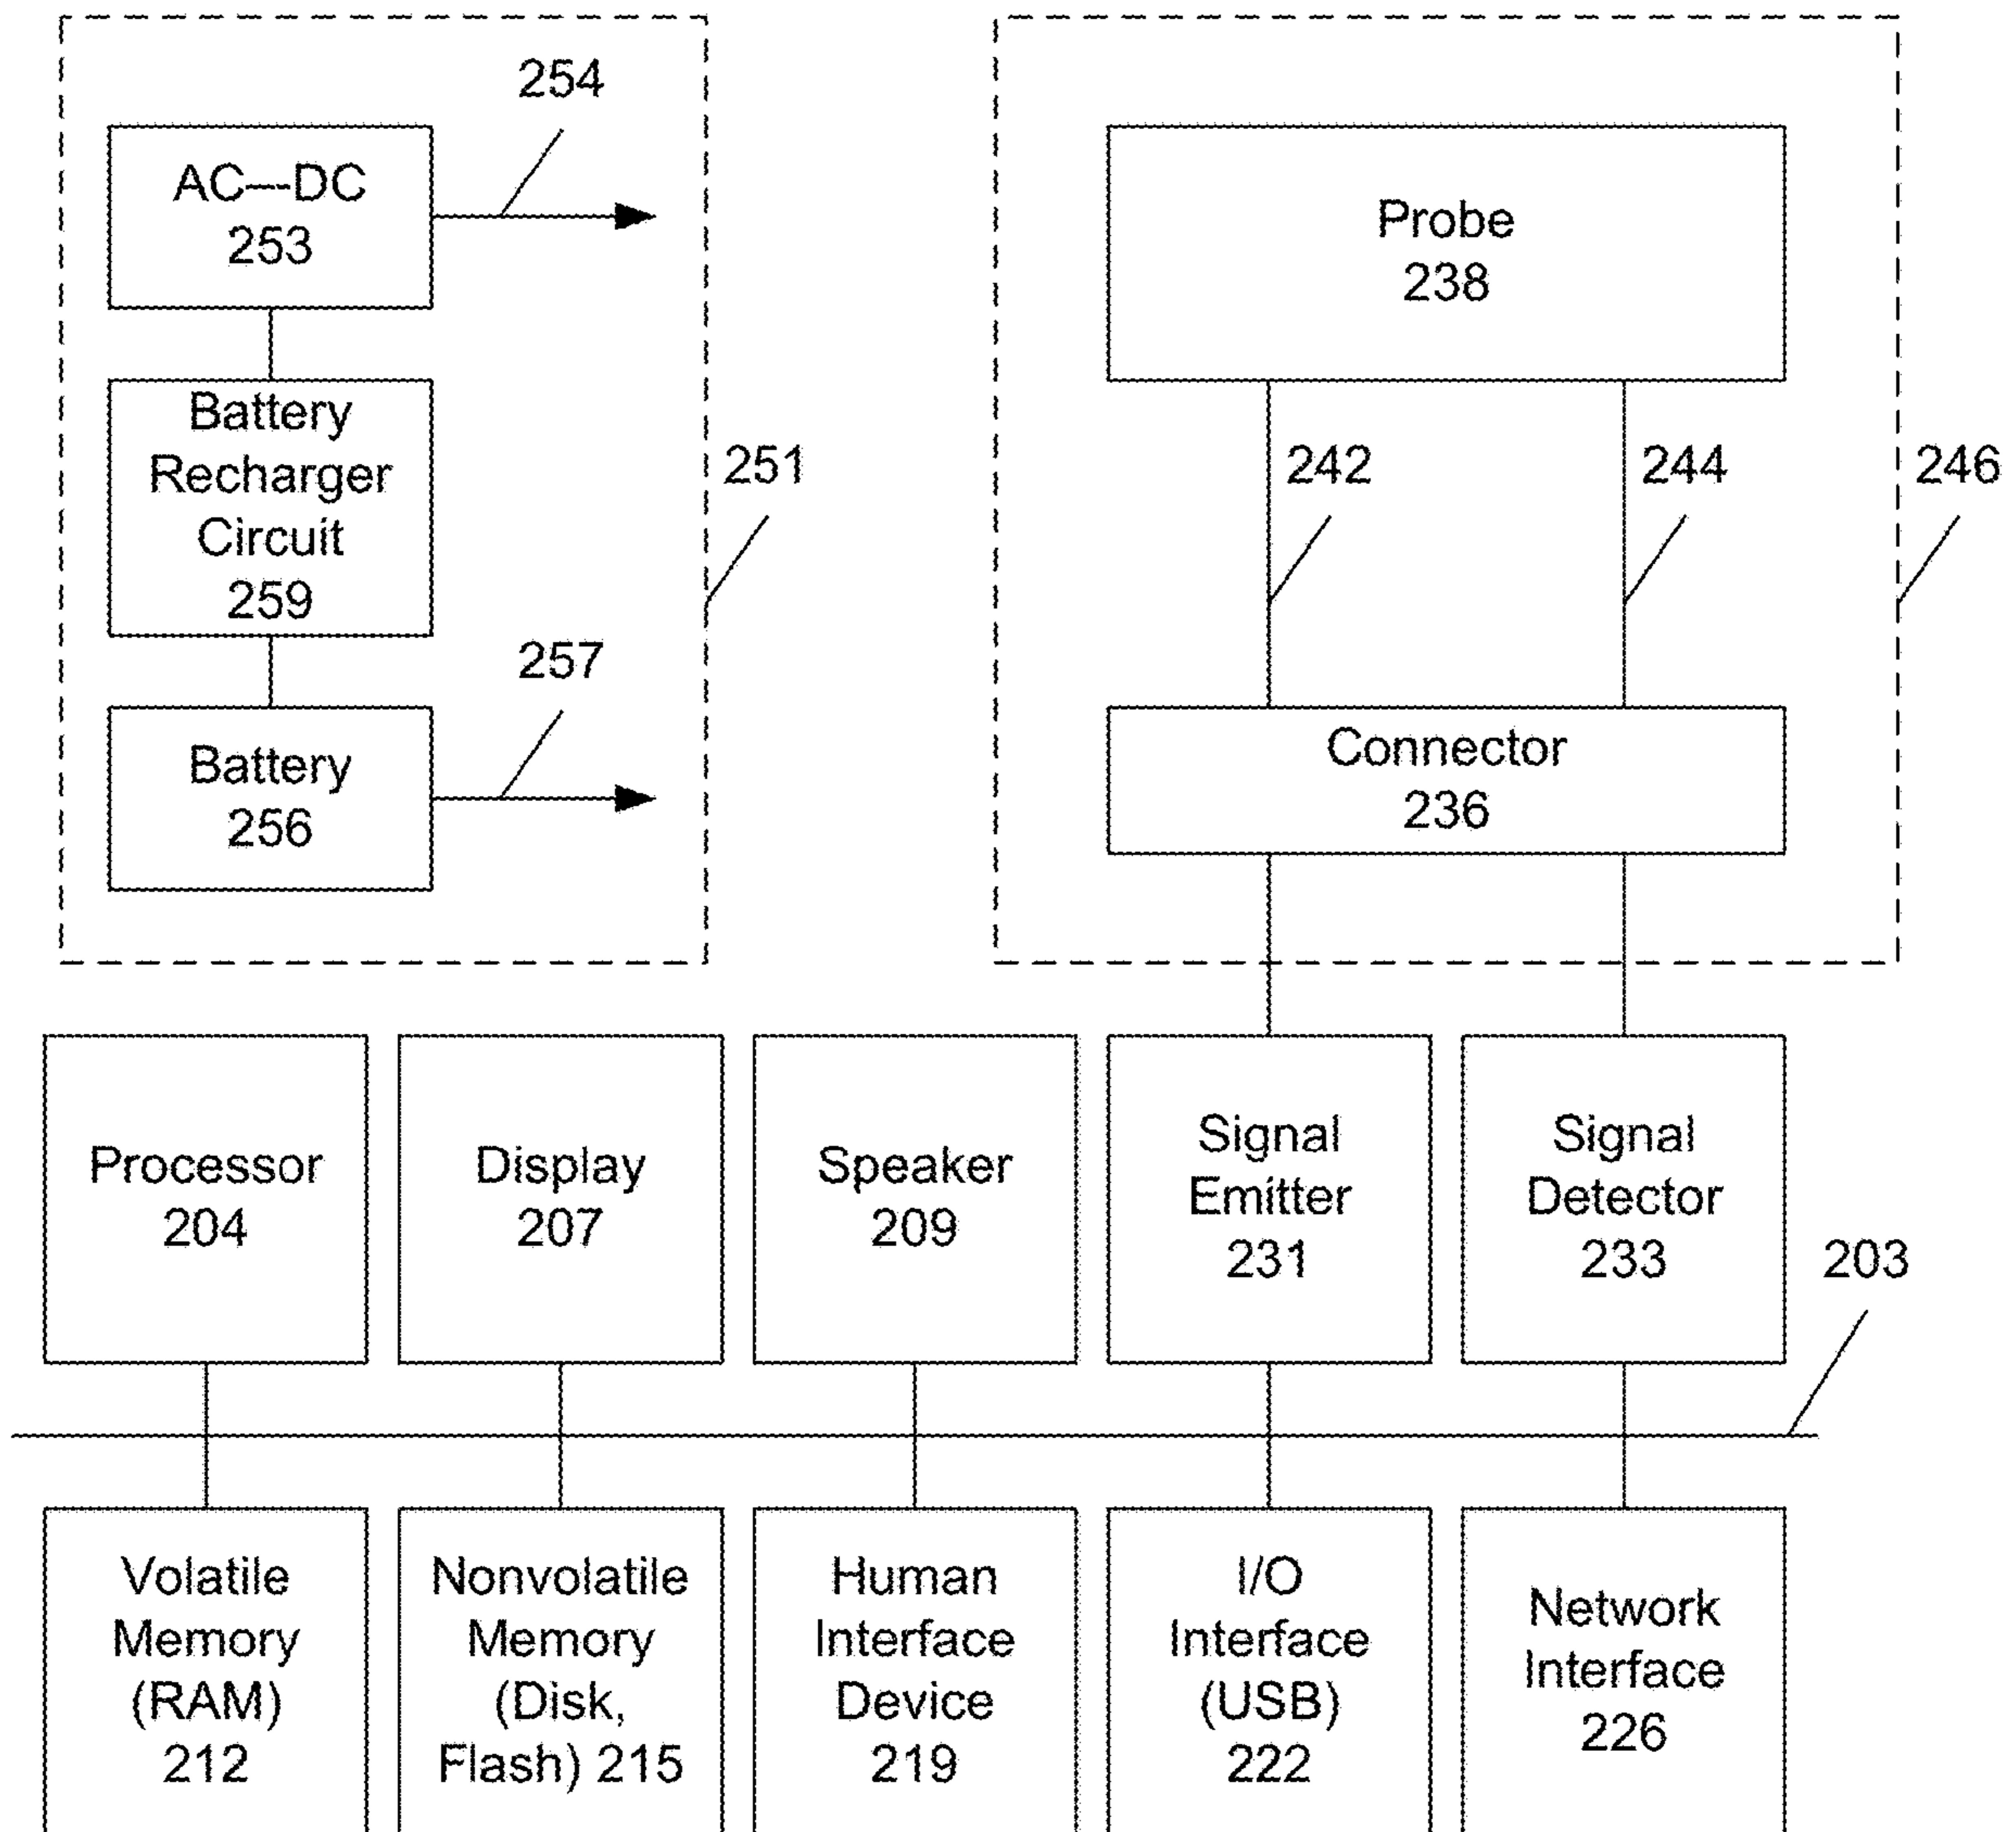 254
AC---DC
253
Battery
Recharger
Circuit
259
251
257
Battery
256
Probe
238
242
244
246
Connector
236
Processor
204
Display
207
Speaker
209
Signal
Emitter
231
Signal
Detector
233
203
Volatile
Memory
(RAM)
212
Nonvolatile
Memory
(Disk,
Flash) 215
Human
Interface
Device
219
I/O
Interface
(USB)
222
Network
Interface
226